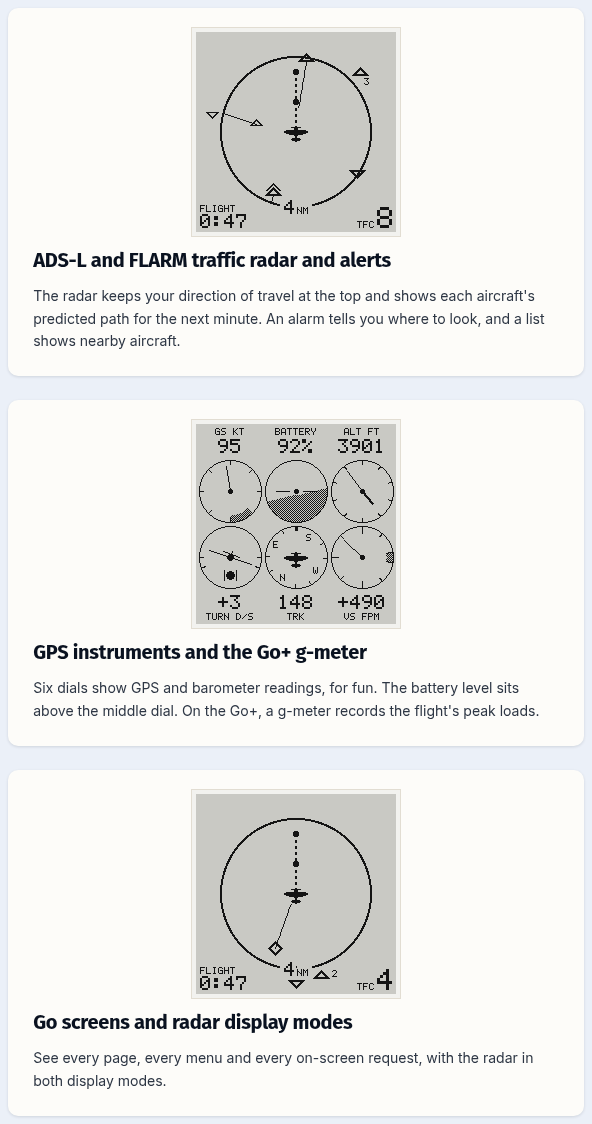 3
FLIGHT
0:47
4NM
TFC 8
ADS-L and FLARM traffic radar and alerts
The radar keeps your direction of travel at the top and shows each aircraft's
predicted path for the next minute. An alarm tells you where to look, and a list
shows nearby aircraft.
GS KT BATTERY ALT FT
95 92% 3901
E S
N W
+3 148 +490
TURN D/S TRK VS FPM
GPS instruments and the Go+ g-meter
Six dials show GPS and barometer readings, for fun. The battery level sits
above the middle dial. On the Go+, a g-meter records the flight's peak loads.
FLIGHT
0:47
4NM
2
TFC 4
Go screens and radar display modes
See every page, every menu and every on-screen request, with the radar in
both display modes.